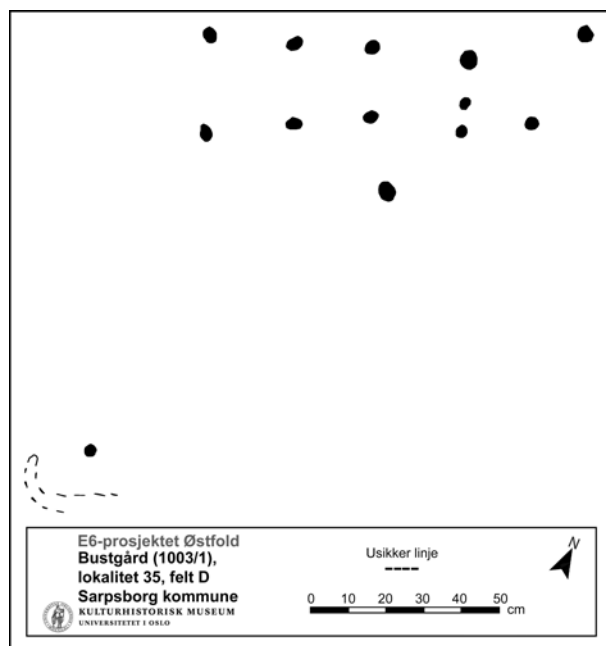 E6-prosjektet Østfold
Bustgård (1003/1),
lokalitet 35, felt D
Sarpsborg kommune
KULTURHISTORISK MUSEUM
UNIVERSITETET I OSLO
Usikker linje
N
0 10 20 30 40 50
cm